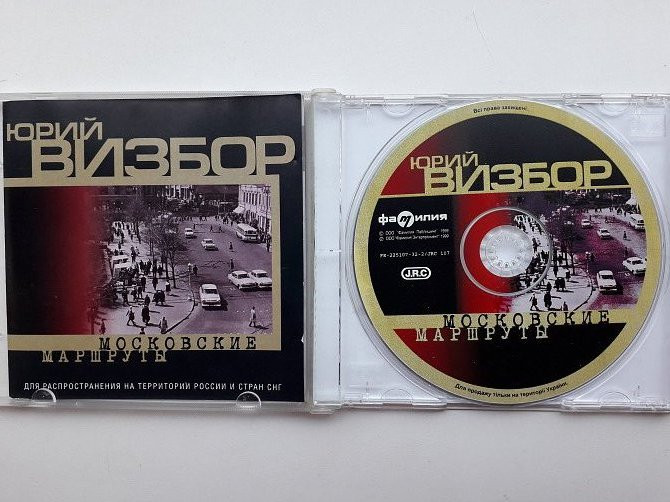 ЮРИЙ
ВИЗБОР
МОСКОВСКИЕ
МАРШРУТЫ
ДЛЯ РАСПРОСТРАНЕНИЯ НА ТЕРРИТОРИИ РОССИИ И СТРАН СНГ
Всі права захищені
ЮРИЙ
ВИЗБОР
фамилия
J.R.C
МОСКОВСКИЕ
МАРШРУТЫ
Для продажу тільки на території України.